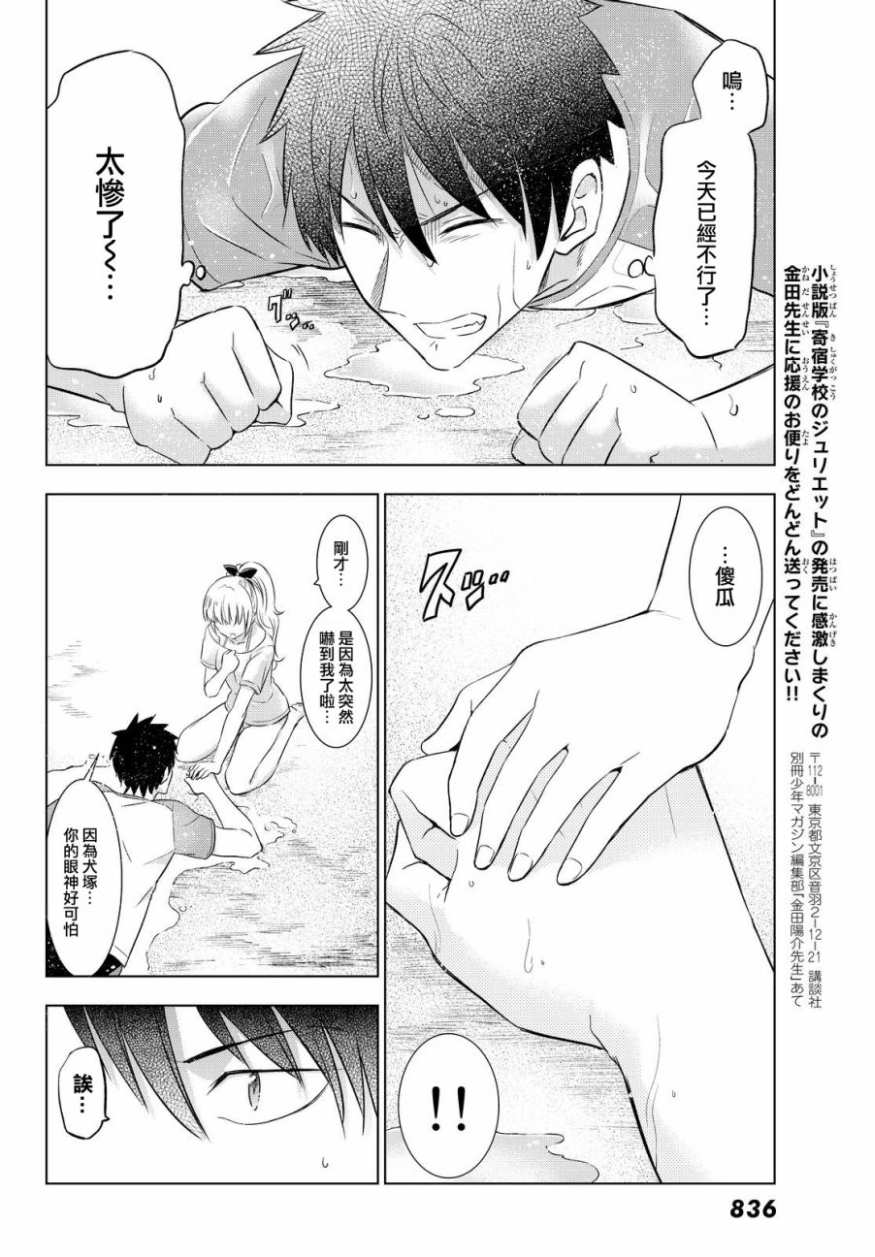 嗚…
今天已經不行了…
太慘了～…
グッ…
…傻瓜
スッ…
!!
剛才…
是因為太突然
嚇到我了啦…
因為犬塚…
你的眼神好可怕
誒…
小説版『寄宿学校のジュリエット』の発売に感激しまくりの
金田先生に応援のお便りをどんどん送ってください!!
〒112-8001 東京都文京区音羽2-12-21 講談社
別冊少年マガジン編集部「金田陽介先生」あて
836